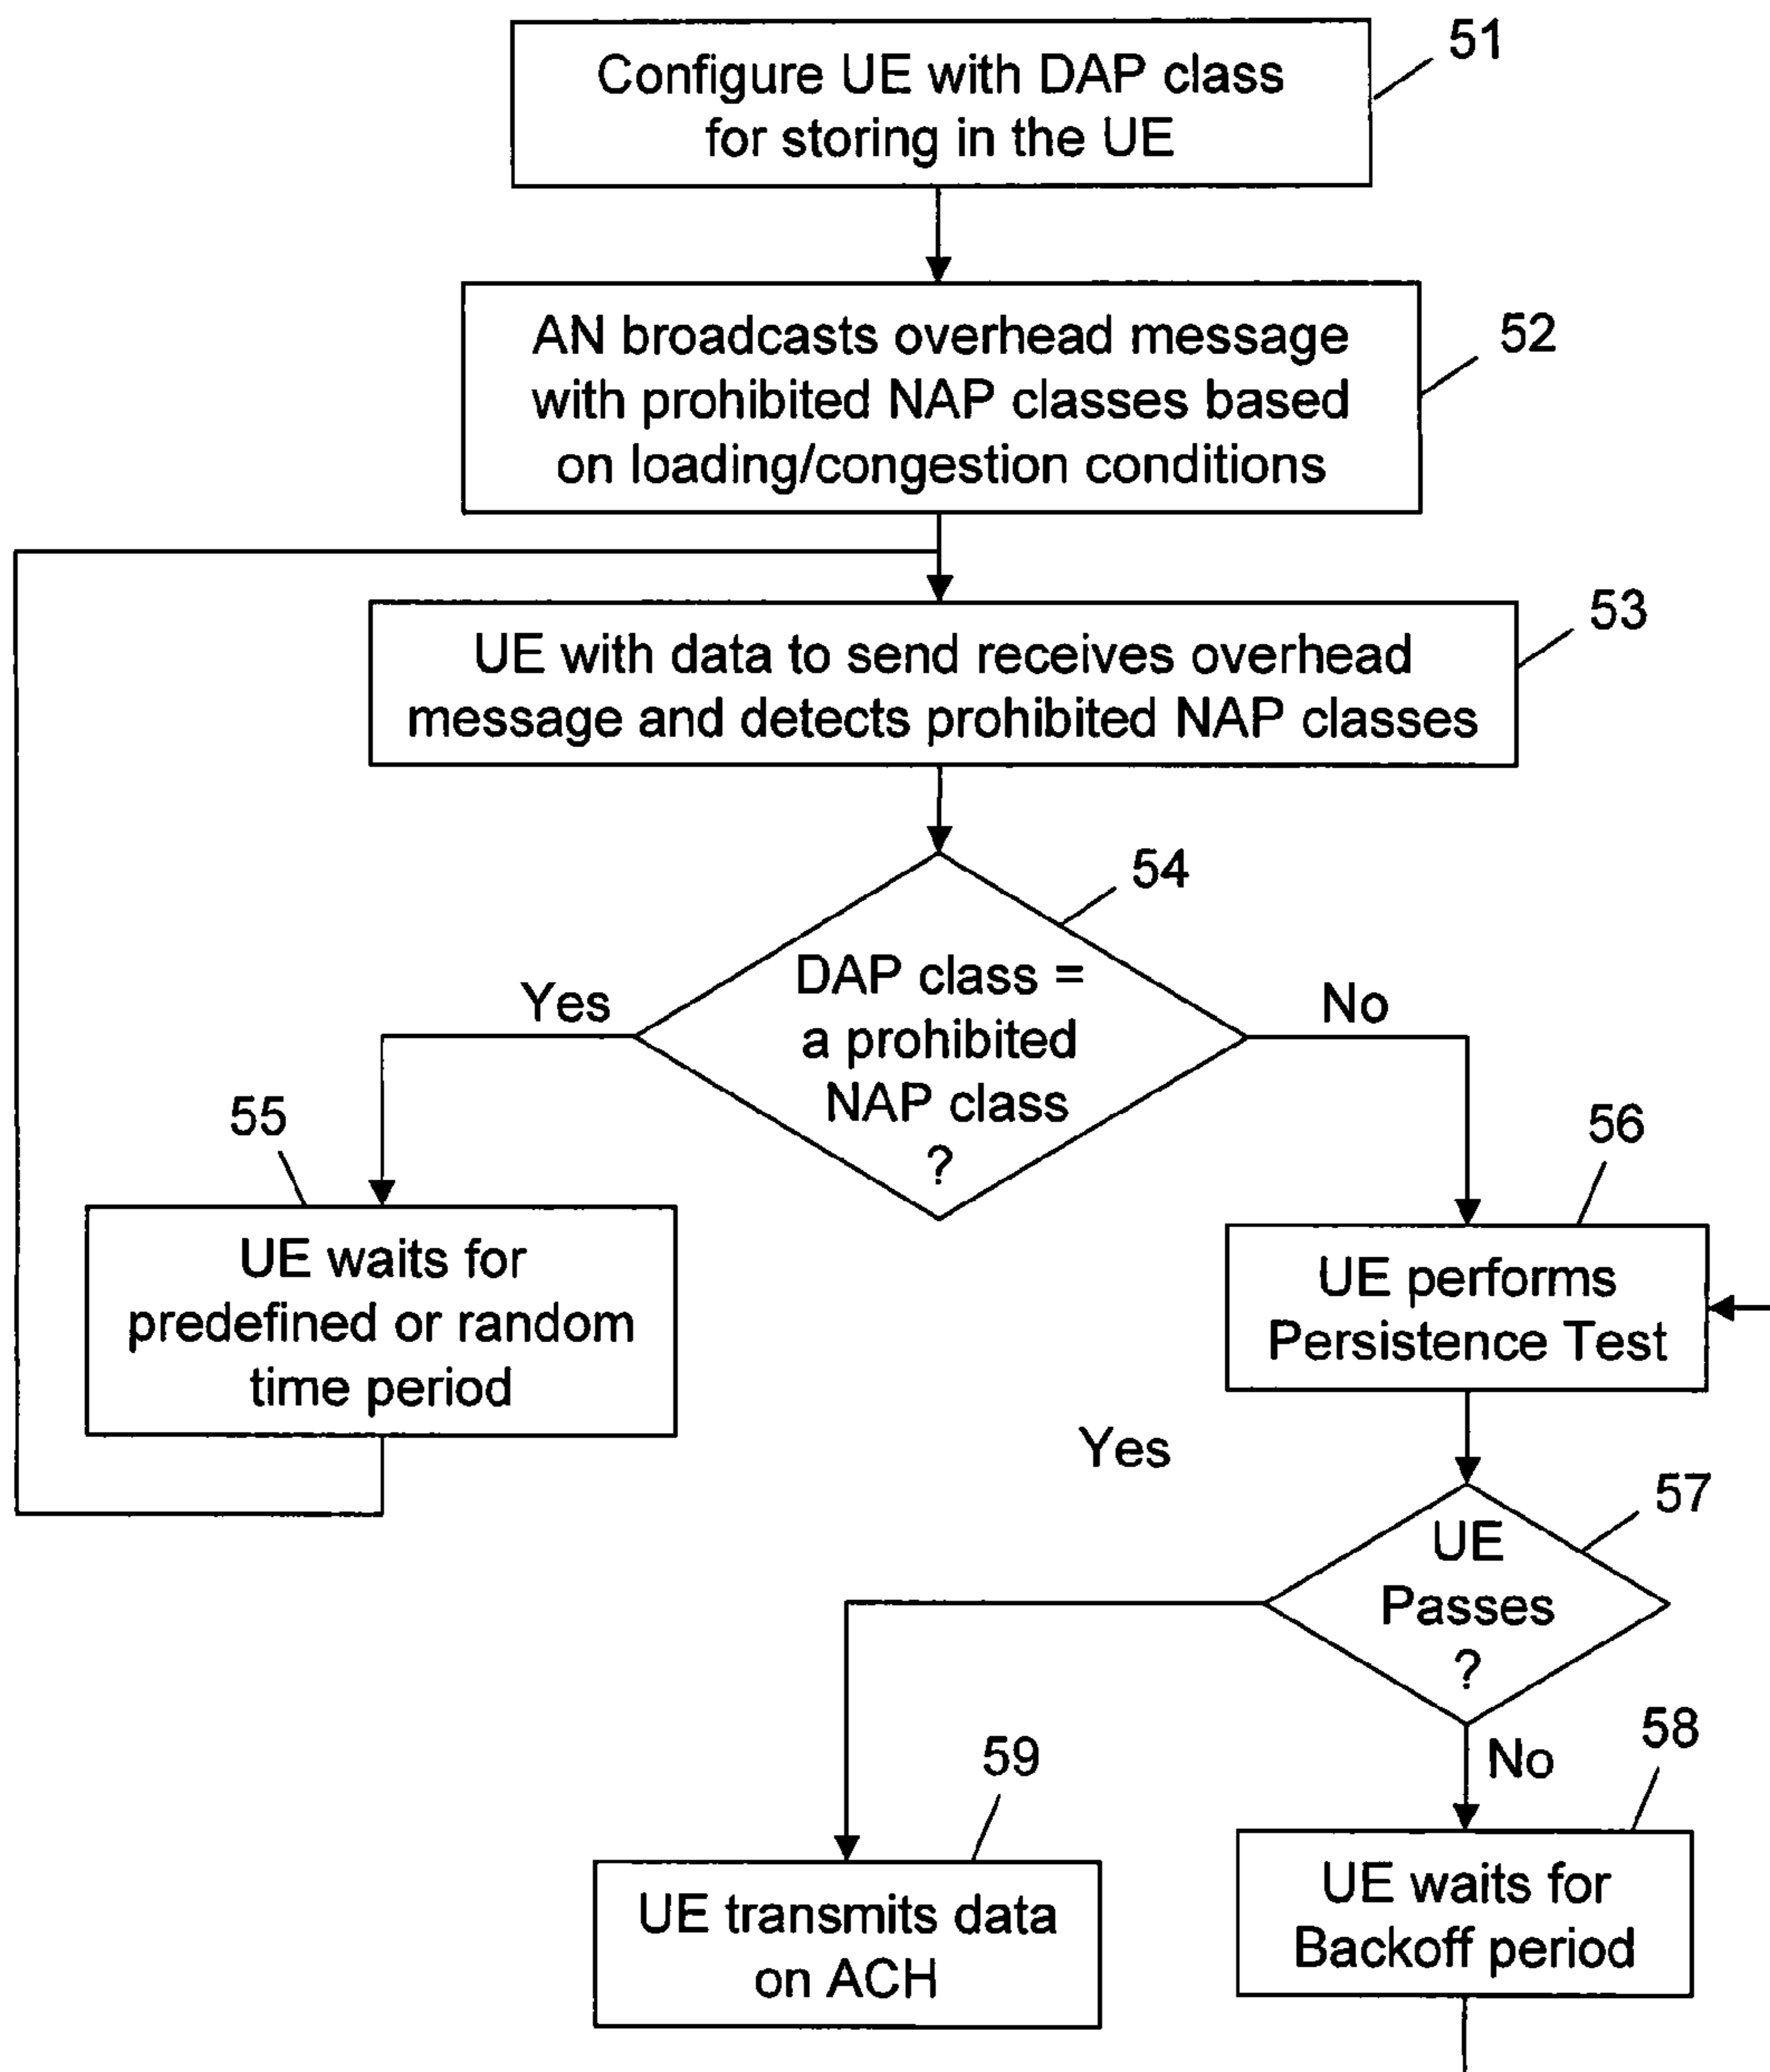 51
Configure UE with DAP class
for storing in the UE
52
AN broadcasts overhead message
with prohibited NAP classes based
on loading/congestion conditions
53
UE with data to send receives overhead
message and detects prohibited NAP classes
54
DAP class =
a prohibited
NAP class
?
Yes
No
55
UE waits for
predefined or random
time period
56
UE performs
Persistence Test
Yes
57
UE
Passes
?
No
58
UE waits for
Backoff period
59
UE transmits data
on ACH